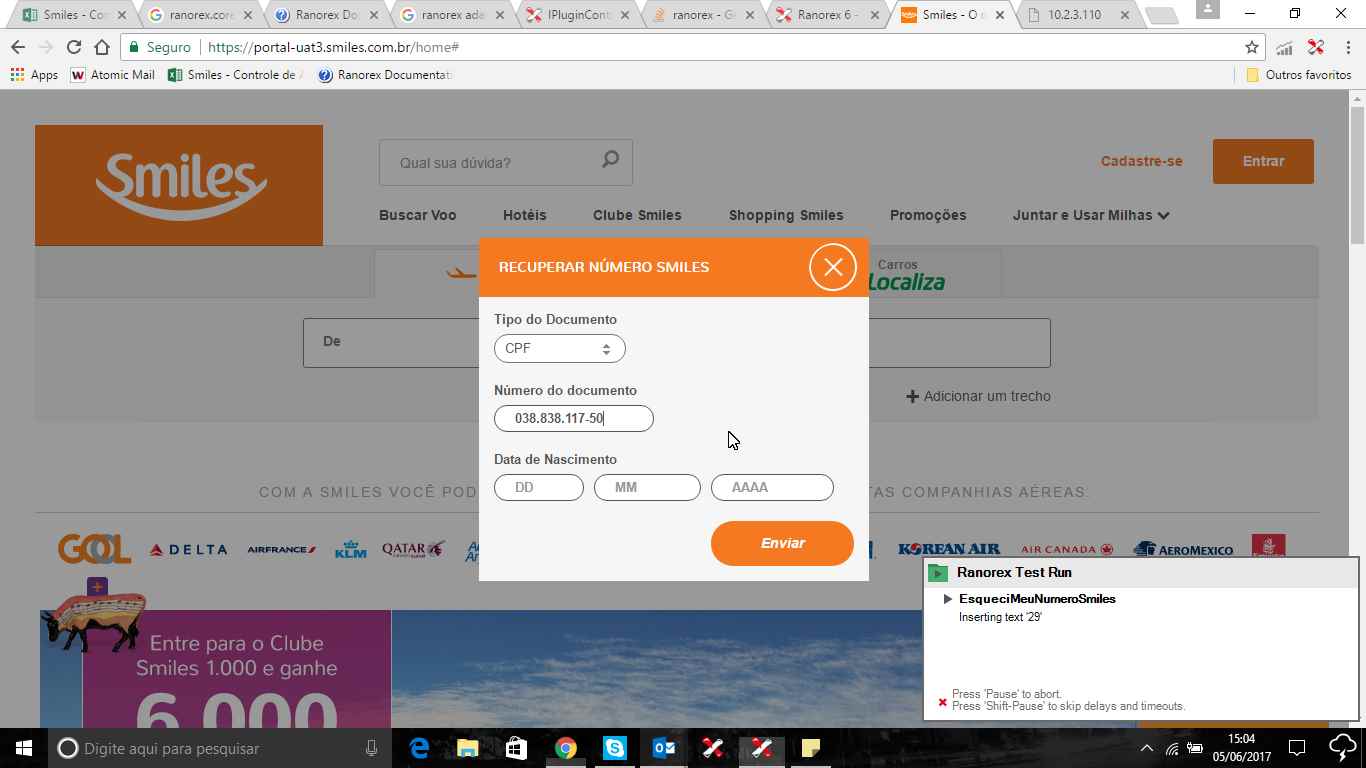 Smiles - Con
ranorex.core
Ranorex Do
ranorex ada
IPluginCont
ranorex - Ge
Ranorex 6 -
Smiles - O
10.2.3.110
Seguro
https://portal-uat3.smiles.com.br/home#
Apps
Atomic Mail
Smiles - Controle de
Ranorex Documentati
Outros favoritos
Smiles
Qual sua dúvida?
Cadastre-se
Entrar
Buscar Voo
Hotéis
Clube Smiles
Shopping Smiles
Promoções
Juntar e Usar Milhas
RECUPERAR NÚMERO SMILES
Carros
Localiza
Tipo do Documento
CPF
De
Número do documento
Adicionar um trecho
038.838.117-50
Data de Nascimento
DD
MM
AAAA
COM A SMILES VOCÊ POD
TAS COMPANHIAS AÉREAS:
Enviar
GOL
DELTA
AIRFRANCE
KLM
QATAR
KOREAN AIR
AIR CANADA
AEROMEXICO
Ranorex Test Run
EsqueciMeuNumeroSmiles
Inserting text '29'
Entre para o Clube
Smiles 1.000 e ganhe
6.000
Press 'Pause' to abort.
Press 'Shift-Pause' to skip delays and timeouts.
Digite aqui para pesquisar
15:04
05/06/2017